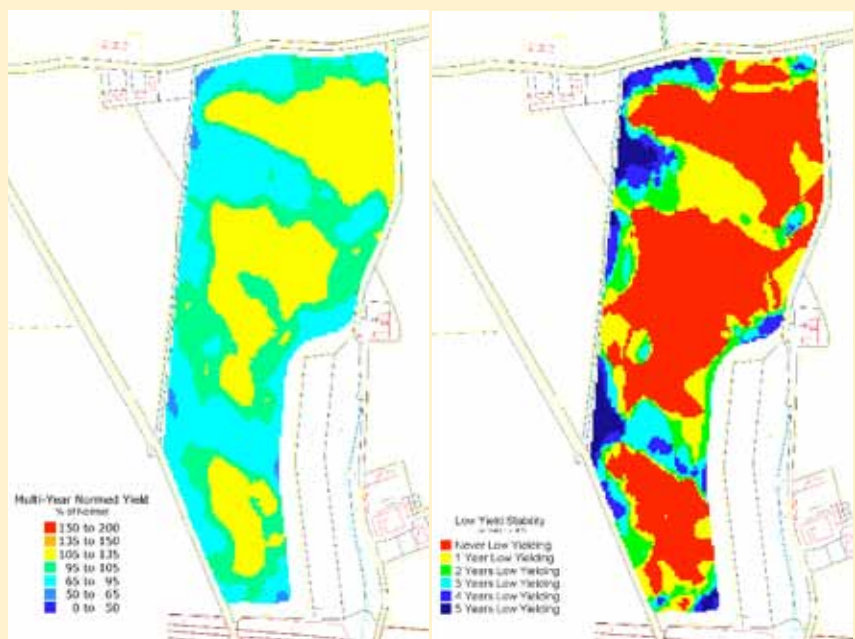 Multi-Year Normed Yield
% of Normal
150 to 200
135 to 150
105 to 135
95 to 105
65 to 95
50 to 65
0 to 50
Low Yield Stability
Never Low Yielding
1 Year Low Yielding
2 Years Low Yielding
3 Years Low Yielding
4 Years Low Yielding
5 Years Low Yielding